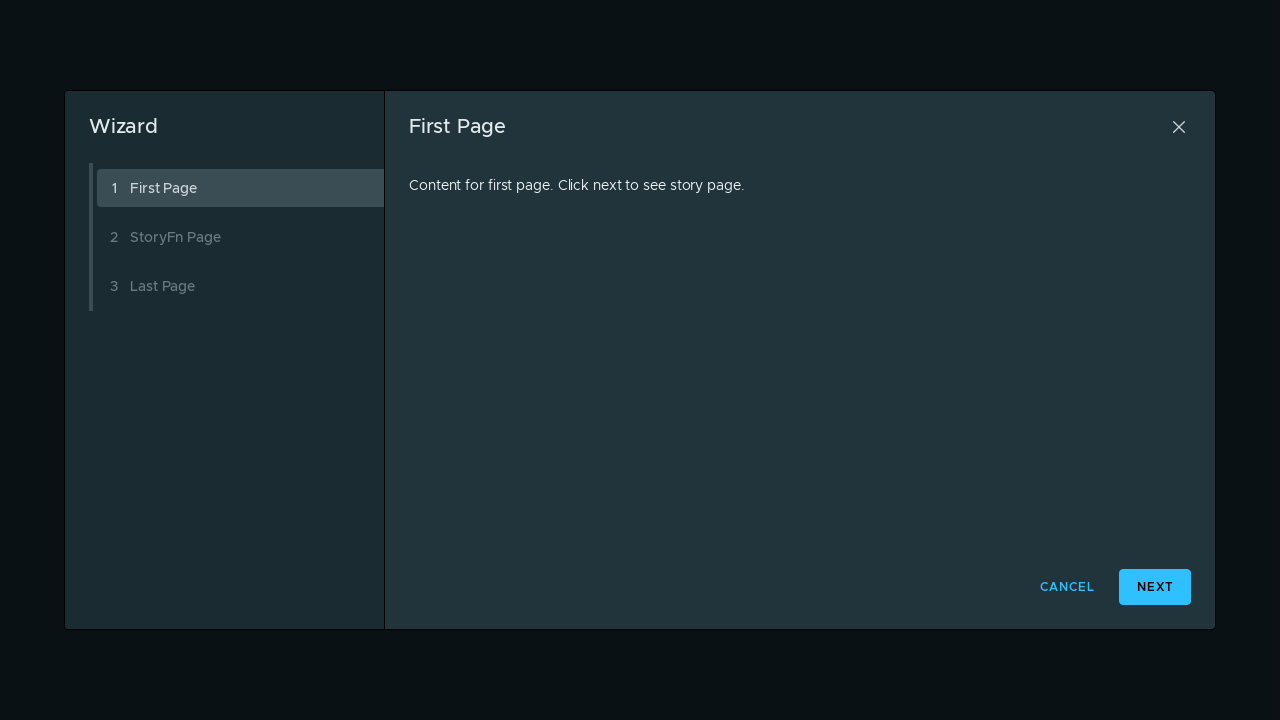 Wizard
1 First Page
2 StoryFn Page
3 Last Page
First Page
Content for first page. Click next to see story page.
CANCEL
NEXT